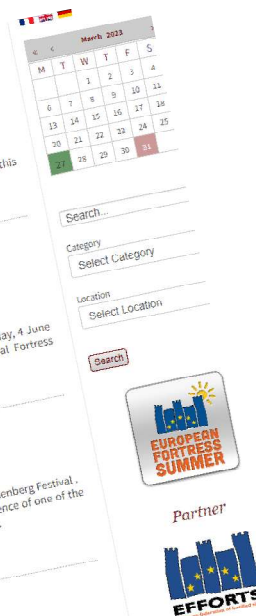 « ‹ March 2023 ›
M T W T F S
1 2 3 4
6 7 8 9 10 11
13 14 15 16 17 18
20 21 22 23 24 25
27 28 29 30 31
this
Search...
Category
Select Category
Location
Select Location
ay, 4 June
al Fortress
Search
EUROPEAN
FORTRESS
SUMMER
enberg Festival ,
ence of one of the
Partner
EFFORTS